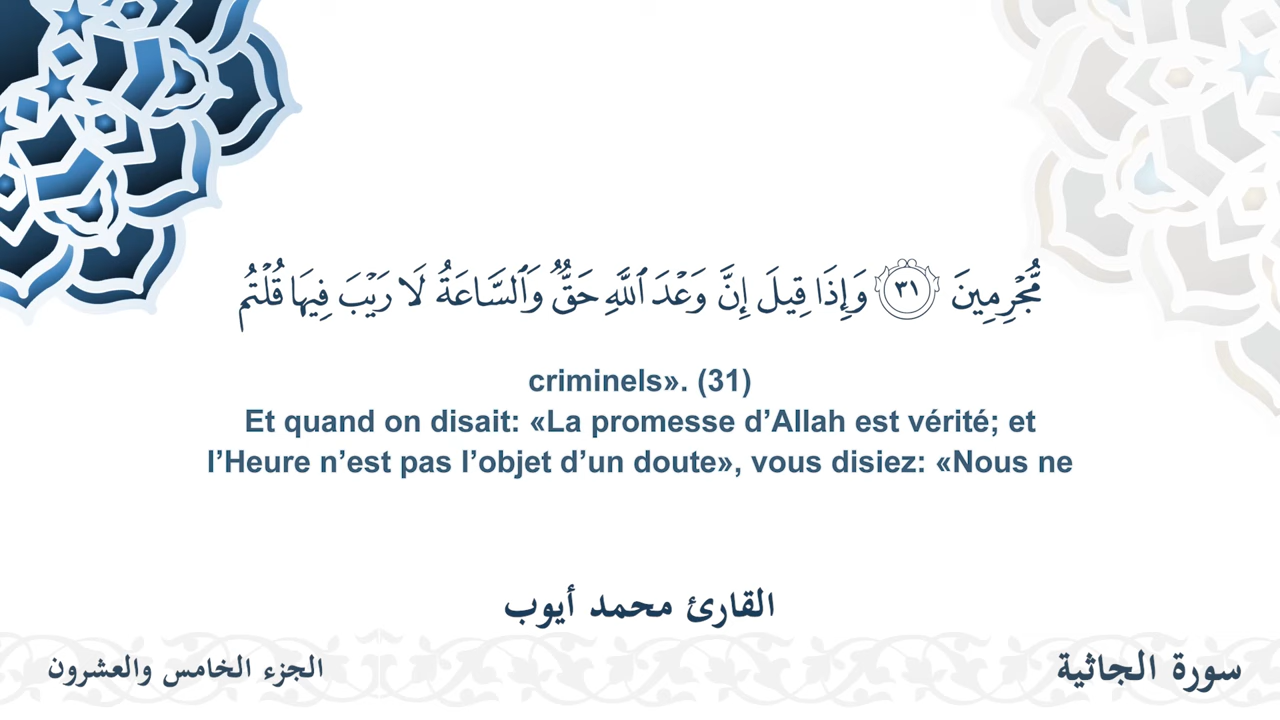 مُّجْرِمِينَ ٣١ وَإِذَا قِيلَ إِنَّ وَعْدَ ٱللَّهِ حَقٌّ وَٱلسَّاعَةُ لَا رَيْبَ فِيهَا قُلْتُم
criminels». (31)
Et quand on disait: «La promesse d’Allah est vérité; et
l’Heure n’est pas l’objet d’un doute», vous disiez: «Nous ne
القارئ محمد أيوب
سورة الجاثية
الجزء الخامس والعشرون